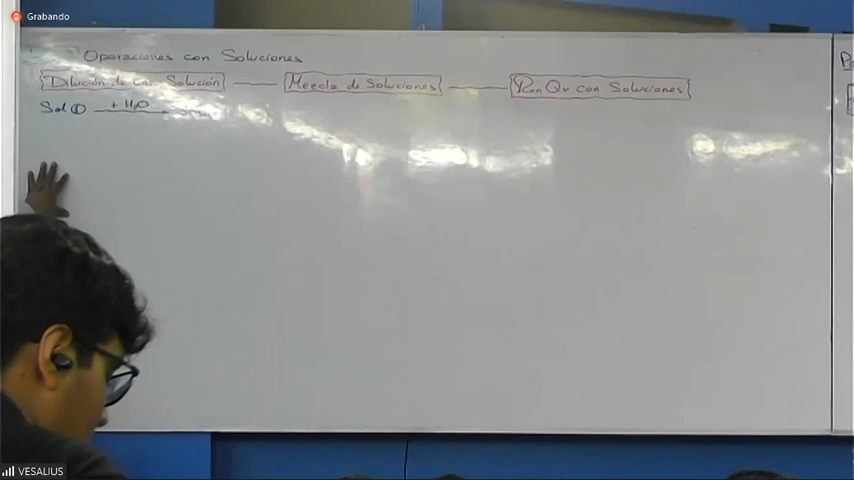 Grabando
Operaciones con Soluciones
Dilución de una Solución Mezcla de Soluciones Rxn Qx con Soluciones
Sol ① + H₂O
VESALIUS